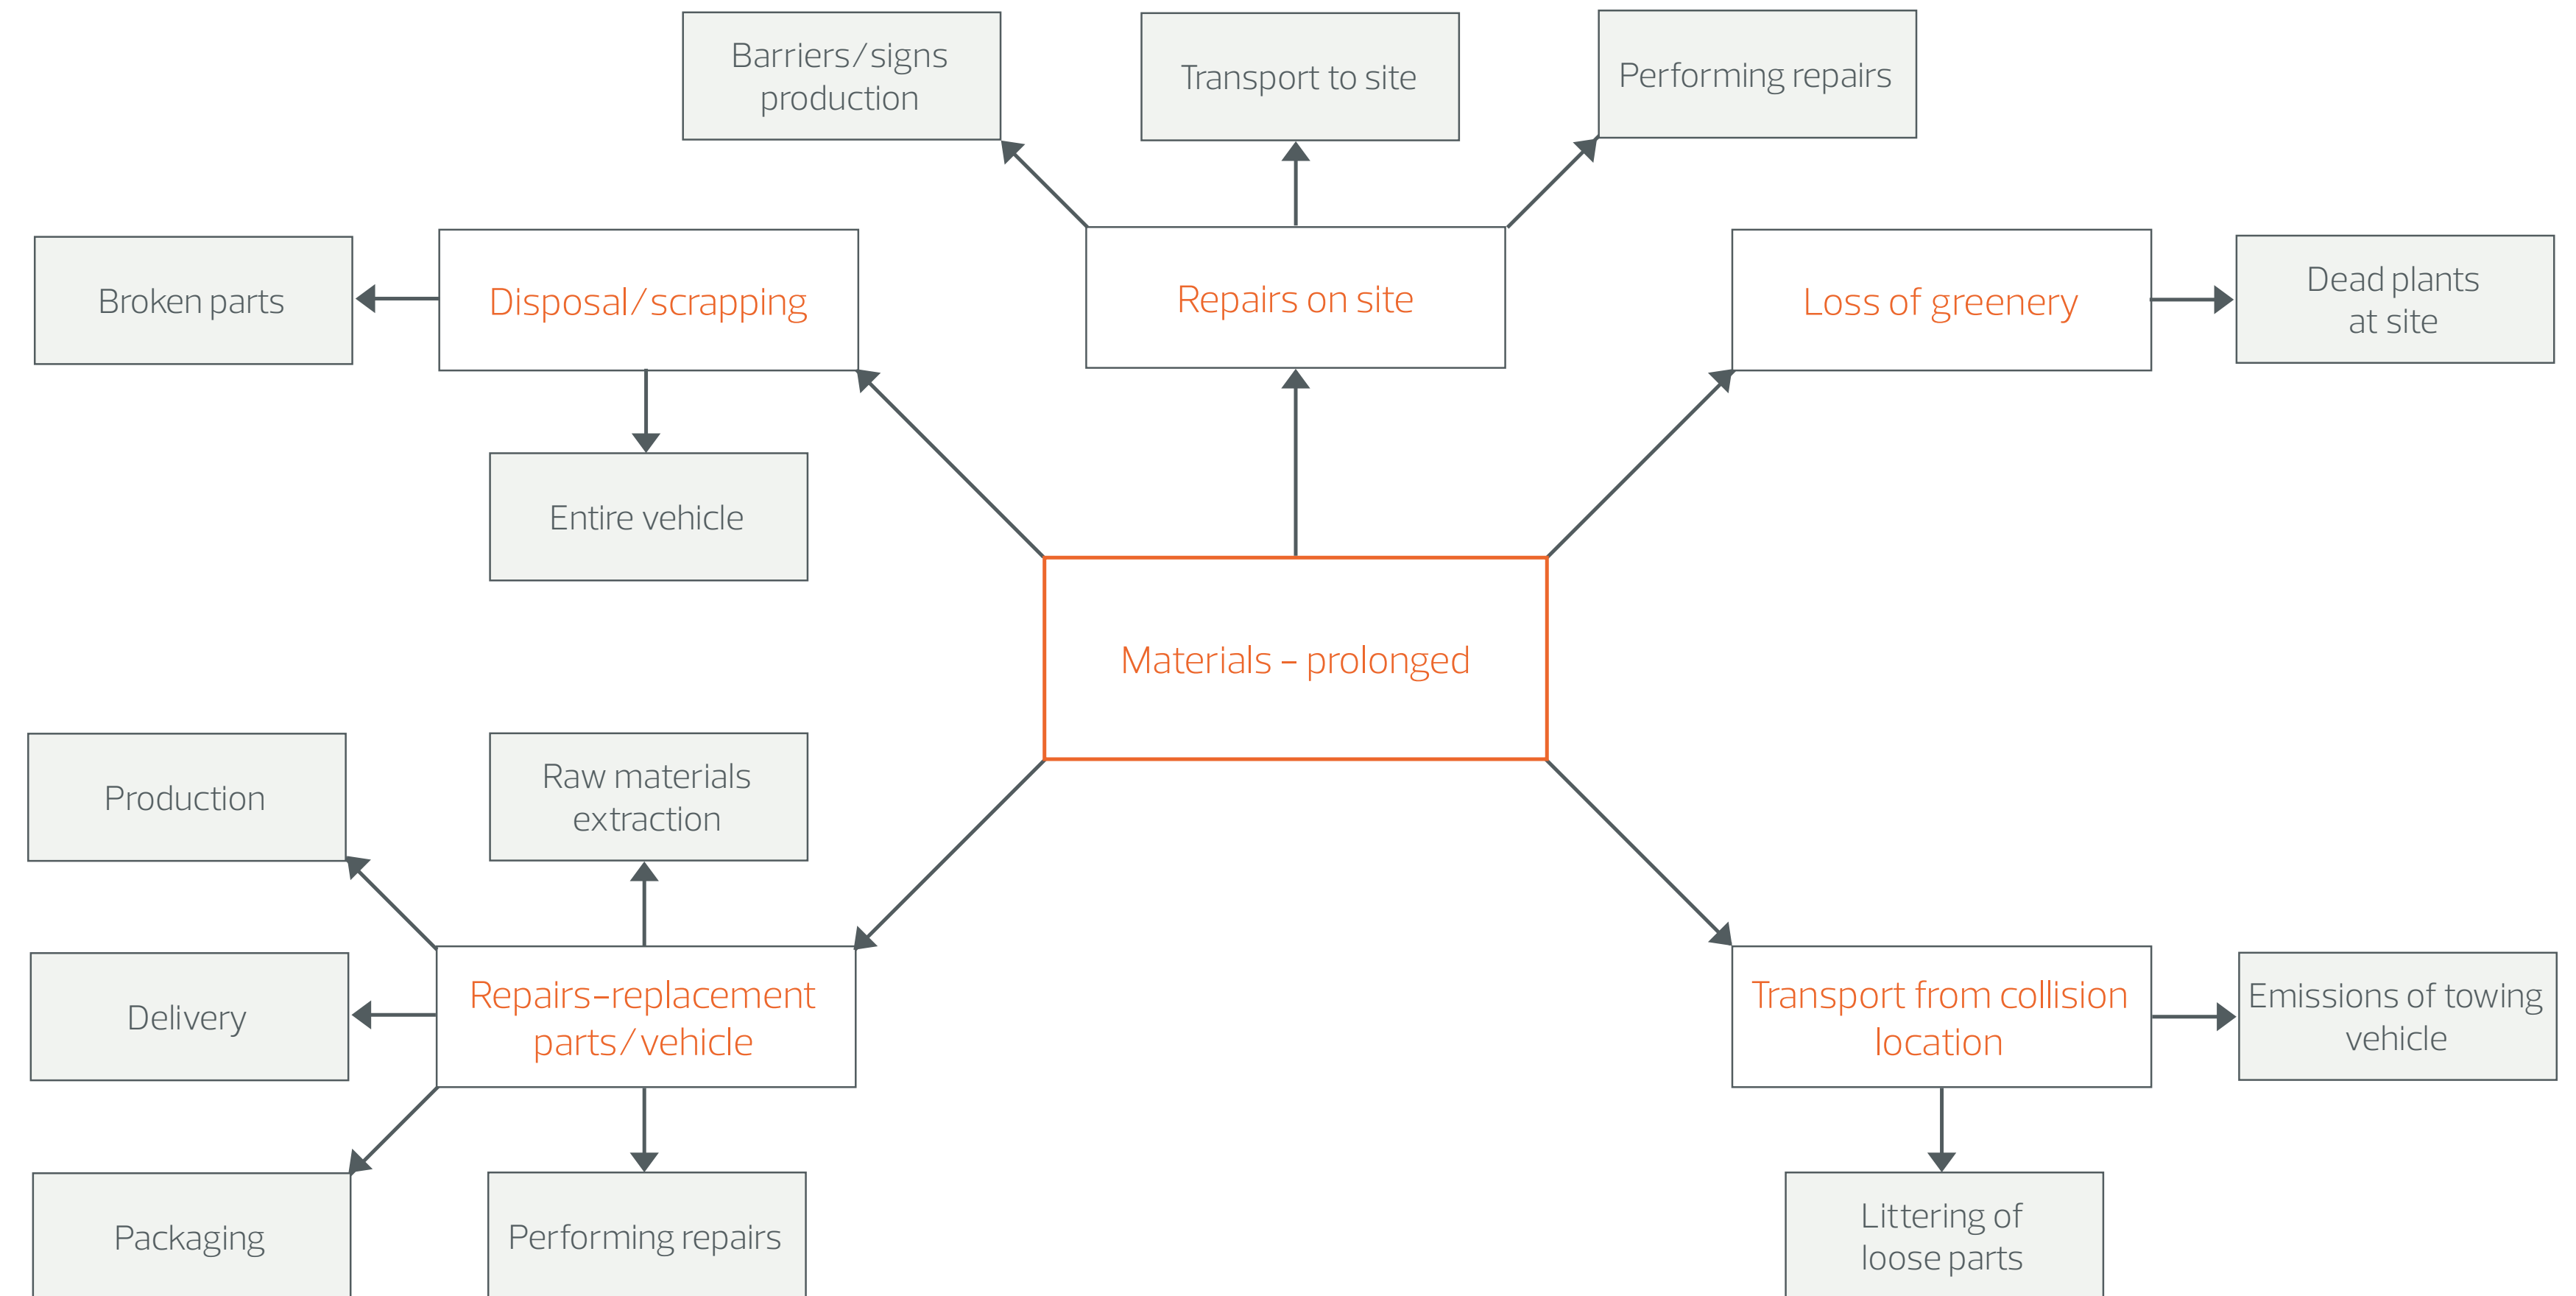 Barriers/signs
production
Transport to site
Performing repairs
Broken parts
Disposal/scrapping
Repairs on site
Loss of greenery
Dead plants
at site
Entire vehicle
Materials - prolonged
Production
Raw materials
extraction
Delivery
Repairs-replacement
parts/vehicle
Transport from collision
location
Emissions of towing
vehicle
Packaging
Performing repairs
Littering of
loose parts